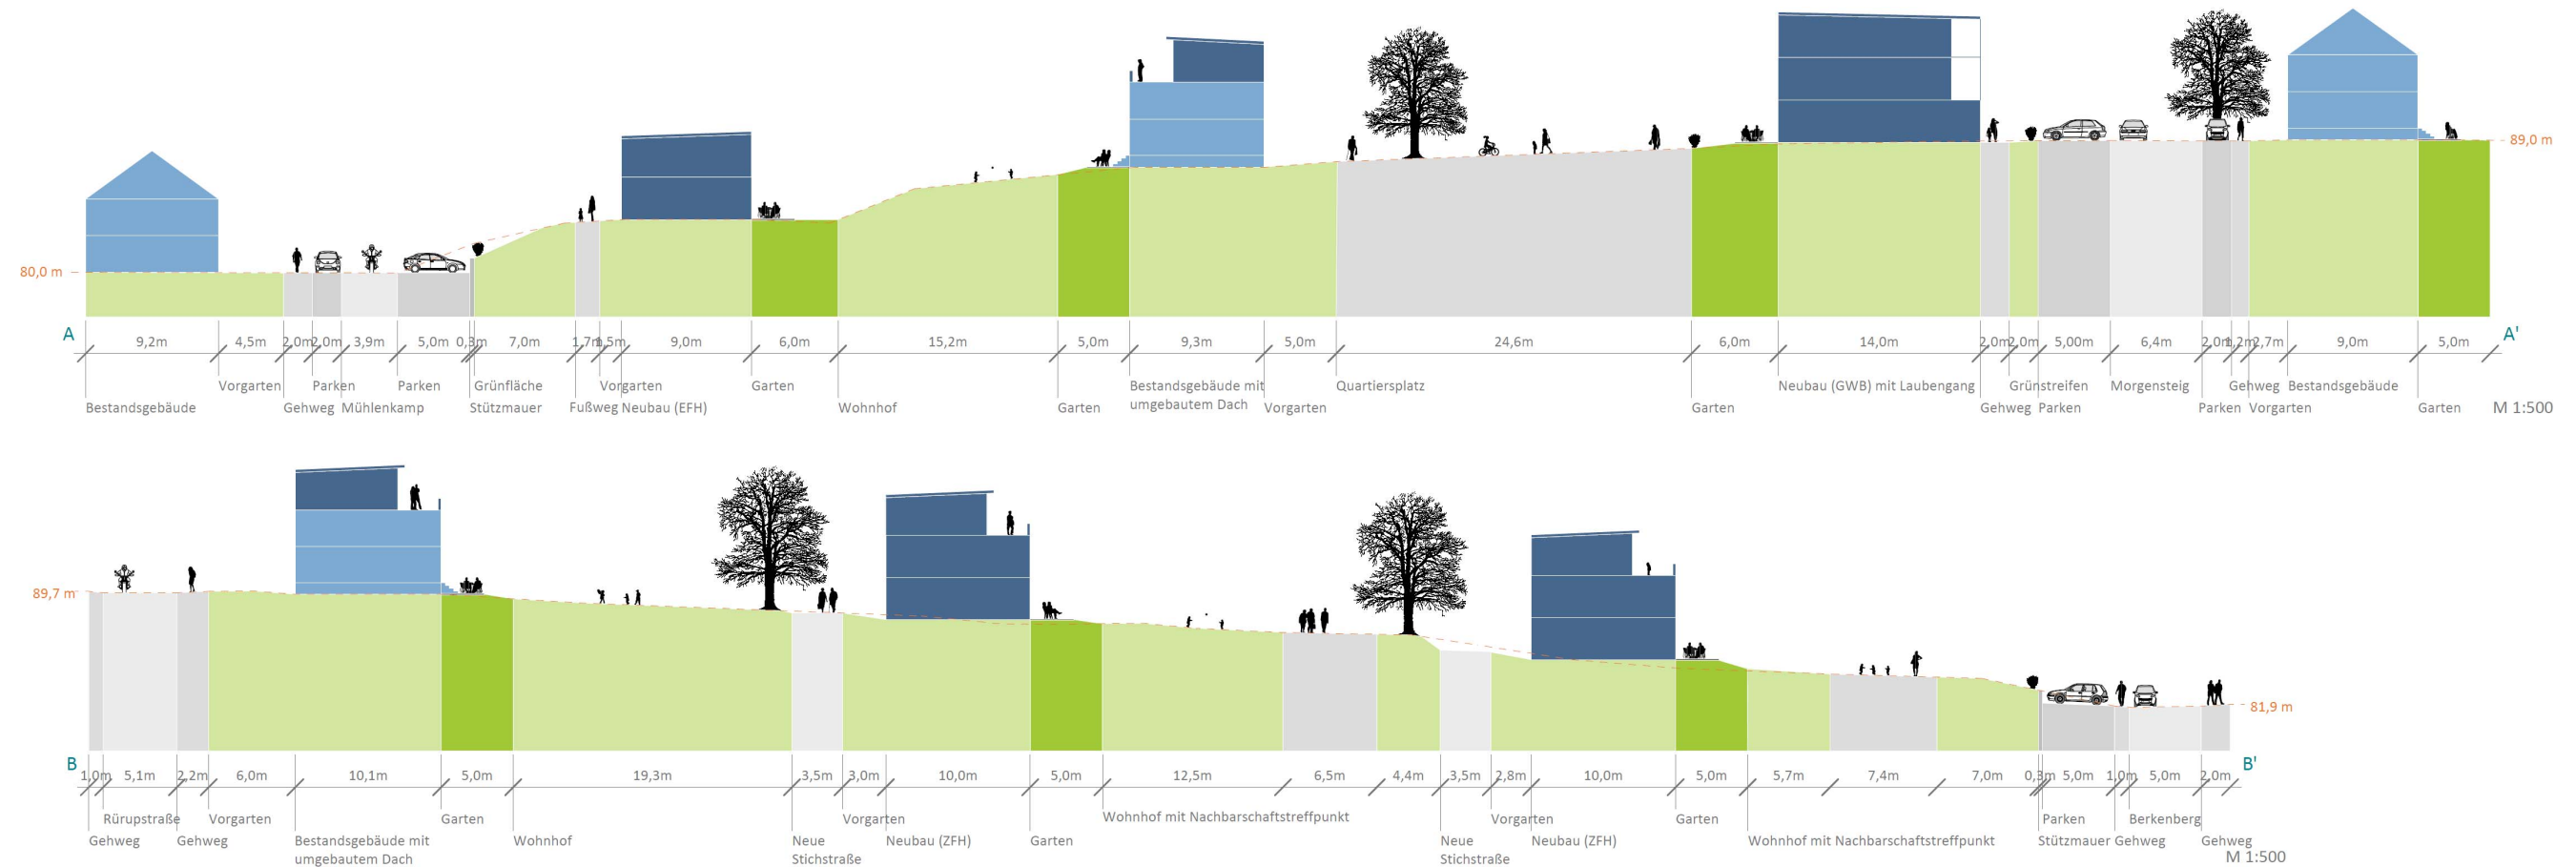 89,0 m
80,0 m
A
A'
9,2m 4,5m 2,0m 2,0m 3,9m 5,0m 0,3m 7,0m 1,7m 1,5m 9,0m 6,0m 15,2m 5,0m 9,3m 5,0m 24,6m 6,0m 14,0m 2,0m 2,0m 5,00m 6,4m 2,0m 1,2m 2,7m 9,0m 5,0m
Vorgarten Parken Parken Grünfläche Vorgarten Garten Bestandsgebäude mit Quartiersplatz Neubau (GWB) mit Laubengang Grünstreifen Morgensteig Gehweg Bestandsgebäude
umgebautem Dach
Bestandsgebäude Gehweg Mühlenkamp Stützmauer Fußweg Neubau (EFH) Wohnhof Garten Vorgarten Garten Gehweg Parken Parken Vorgarten Garten M 1:500
89,7 m
81,9 m
B
B'
1,0m 5,1m 2,2m 6,0m 10,1m 5,0m 19,3m 3,5m 3,0m 10,0m 5,0m 12,5m 6,5m 4,4m 3,5m 2,8m 10,0m 5,0m 5,7m 7,4m 7,0m 0,3m 5,0m 1,0m 5,0m 2,0m
Rürupstraße Vorgarten Garten Vorgarten Wohnhof mit Nachbarschaftstreffpunkt Vorgarten Garten Parken Berkenberg
Gehweg Gehweg Bestandsgebäude mit Wohnhof Neue Neubau (ZFH) Garten Neue Neubau (ZFH) Wohnhof mit Nachbarschaftstreffpunkt Stützmauer Gehweg Gehweg
umgebautem Dach Stichstraße Stichstraße M 1:500